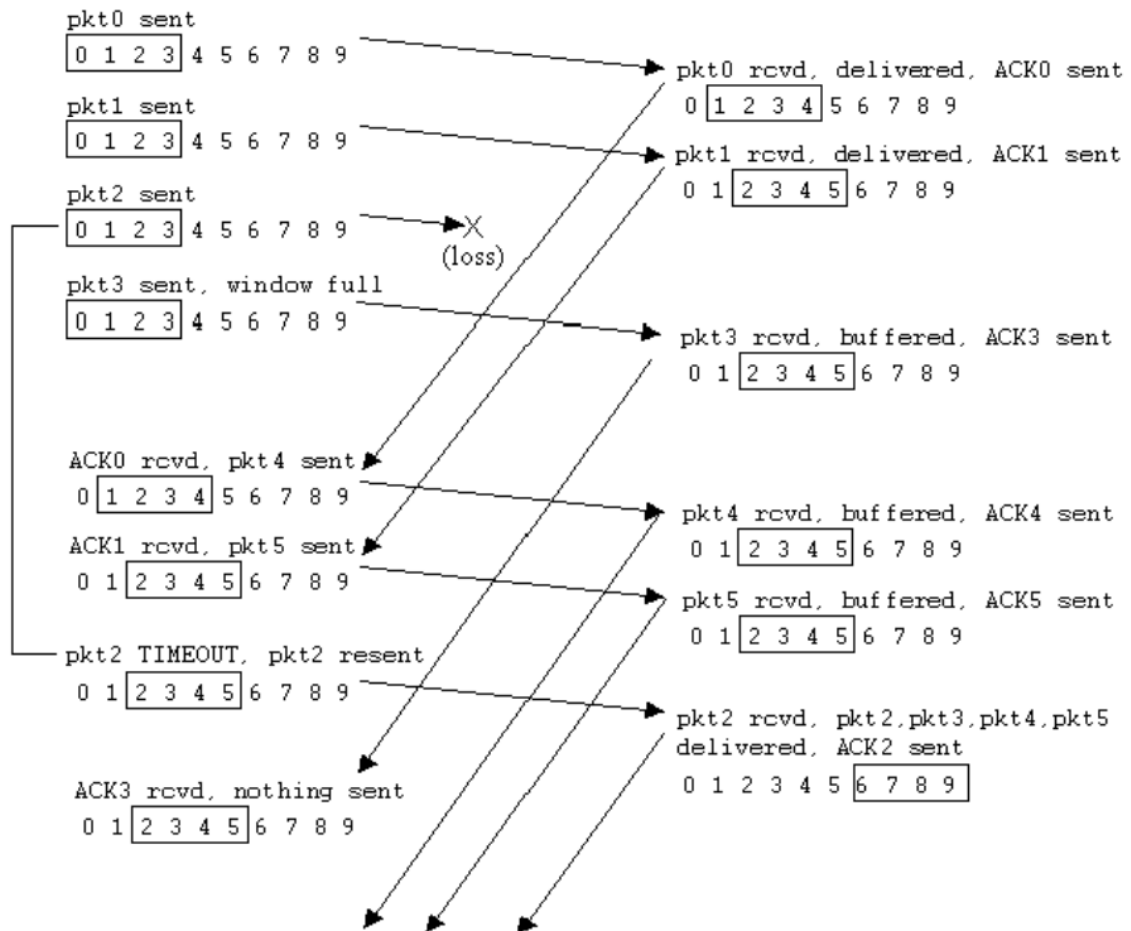 pkt0 sent
0 1 2 3 4 5 6 7 8 9
pkt1 sent
0 1 2 3 4 5 6 7 8 9
pkt2 sent
0 1 2 3 4 5 6 7 8 9
(loss)
pkt3 sent, window full
0 1 2 3 4 5 6 7 8 9
ACK0 rcvd, pkt4 sent
0 1 2 3 4 5 6 7 8 9
ACK1 rcvd, pkt5 sent
0 1 2 3 4 5 6 7 8 9
pkt2 TIMEOUT, pkt2 resent
0 1 2 3 4 5 6 7 8 9
ACK3 rcvd, nothing sent
0 1 2 3 4 5 6 7 8 9
pkt0 rcvd, delivered, ACK0 sent
0 1 2 3 4 5 6 7 8 9
pkt1 rcvd, delivered, ACK1 sent
0 1 2 3 4 5 6 7 8 9
pkt3 rcvd, buffered, ACK3 sent
0 1 2 3 4 5 6 7 8 9
pkt4 rcvd, buffered, ACK4 sent
0 1 2 3 4 5 6 7 8 9
pkt5 rcvd, buffered, ACK5 sent
0 1 2 3 4 5 6 7 8 9
pkt2 rcvd, pkt2,pkt3,pkt4,pkt5
delivered, ACK2 sent
0 1 2 3 4 5 6 7 8 9